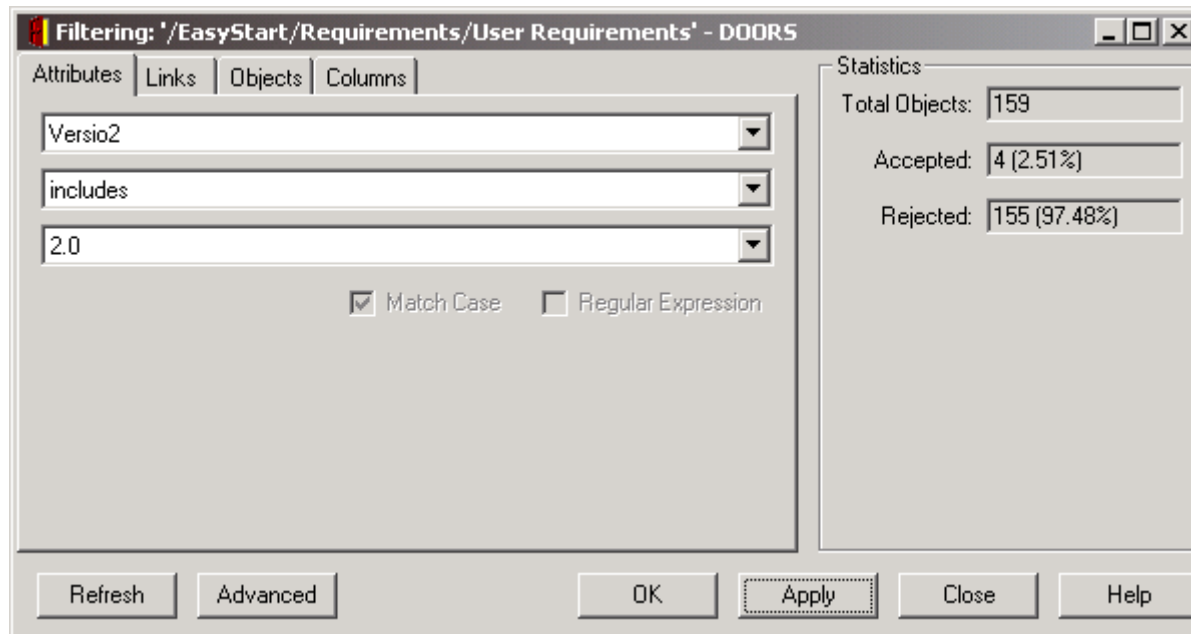 Filtering: '/EasyStart/Requirements/User Requirements' - DOORS
Attributes Links Objects Columns
Versio2
includes
2.0
Match Case Regular Expression
Statistics
Total Objects: 159
Accepted: 4 (2.51%)
Rejected: 155 (97.48%)
Refresh Advanced OK Apply Close Help